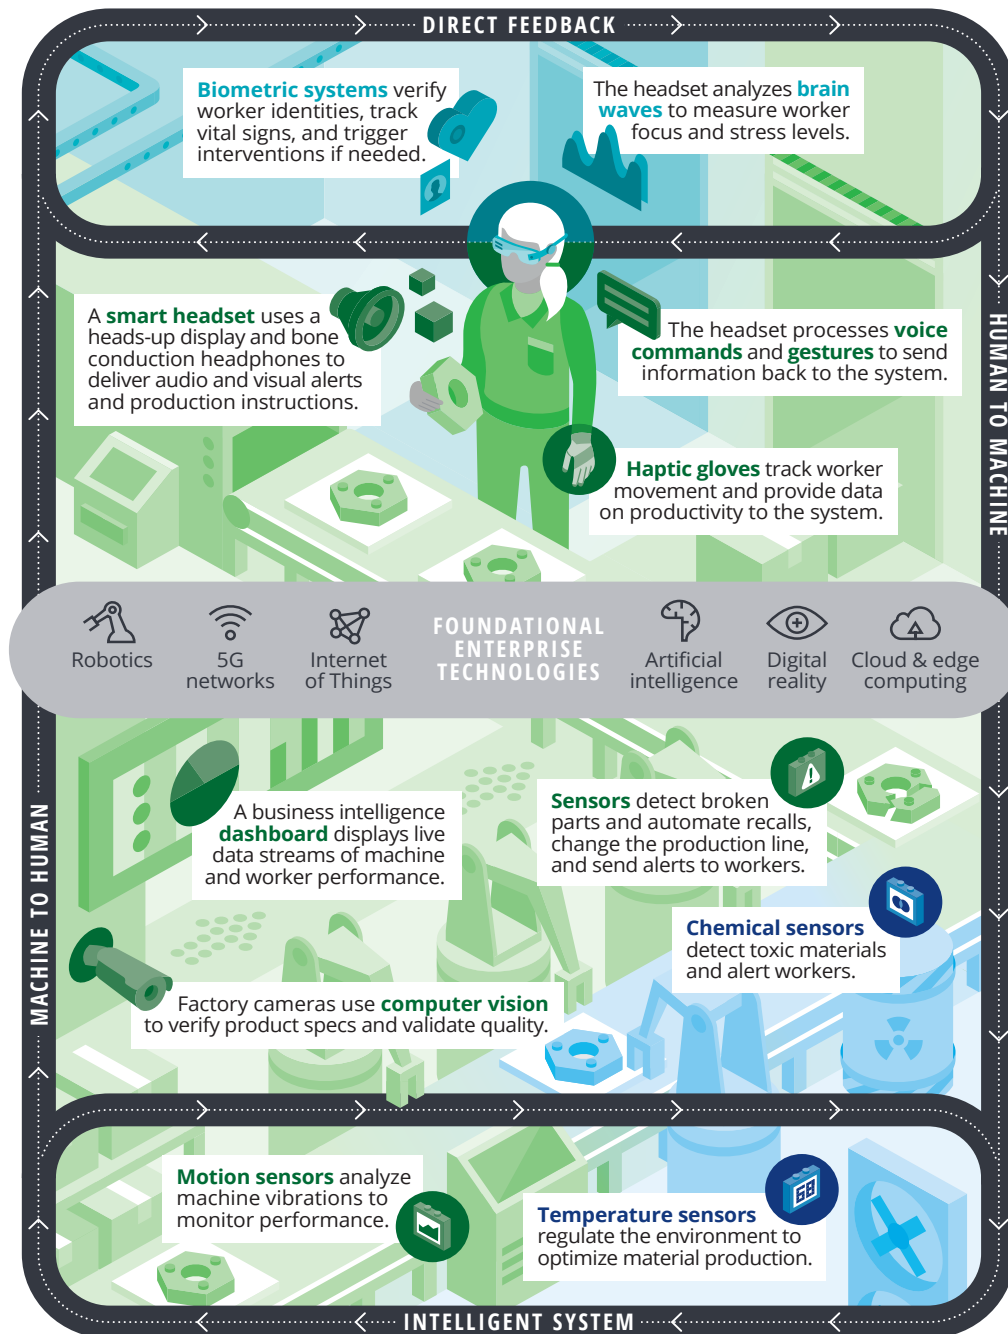 DIRECT FEEDBACK
Biometric systems verify
worker identities, track
vital signs, and trigger
interventions if needed.
The headset analyzes brain
waves to measure worker
focus and stress levels.
A smart headset uses a
heads-up display and bone
conduction headphones to
deliver audio and visual alerts
and production instructions.
The headset processes voice
commands and gestures to send
information back to the system.
HUMAN TO MACHINE
Haptic gloves track worker
movement and provide data
on productivity to the system.
Robotics
5G
networks
Internet
of Things
FOUNDATIONAL
ENTERPRISE
TECHNOLOGIES
Artificial
intelligence
Digital
reality
Cloud & edge
computing
MACHINE TO HUMAN
A business intelligence
dashboard displays live
data streams of machine
and worker performance.
Sensors detect broken
parts and automate recalls,
change the production line,
and send alerts to workers.
Chemical sensors
detect toxic materials
and alert workers.
Factory cameras use computer vision
to verify product specs and validate quality.
Motion sensors analyze
machine vibrations to
monitor performance.
68
Temperature sensors
regulate the environment to
optimize material production.
INTELLIGENT SYSTEM